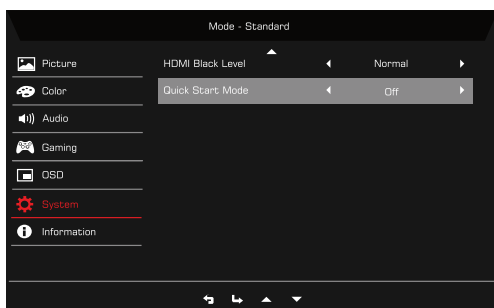 Mode - Standard
Picture
HDMI Black Level Normal
Color
Quick Start Mode Off
Audio
Gaming
OSD
System
Information